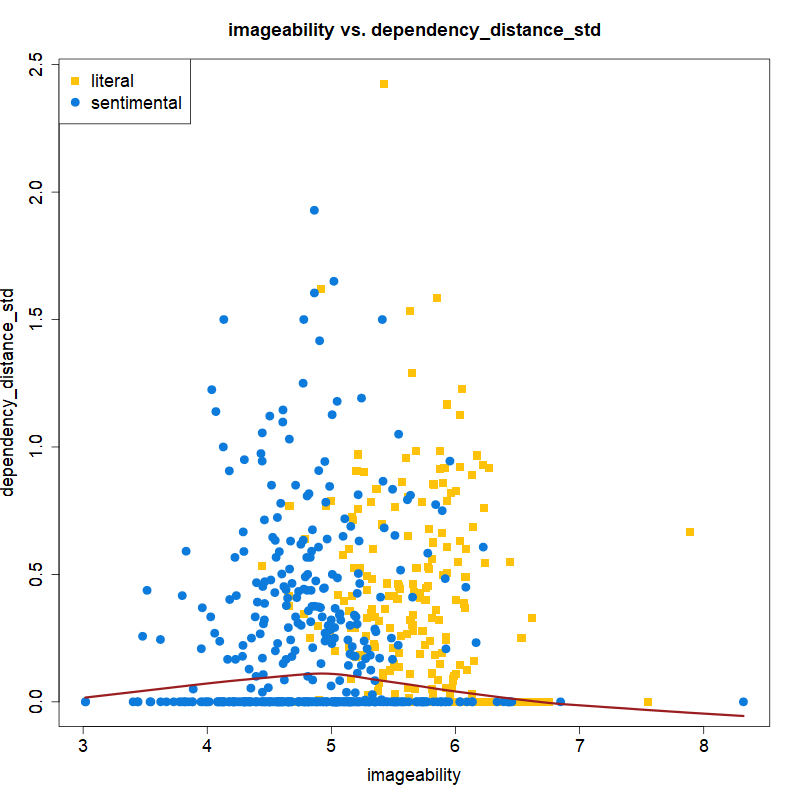 imageability vs. dependency_distance_std
literal
sentimental
2.5
2.0
1.5
1.0
0.5
0.0
dependency_distance_std
3 4 5 6 7 8
imageability